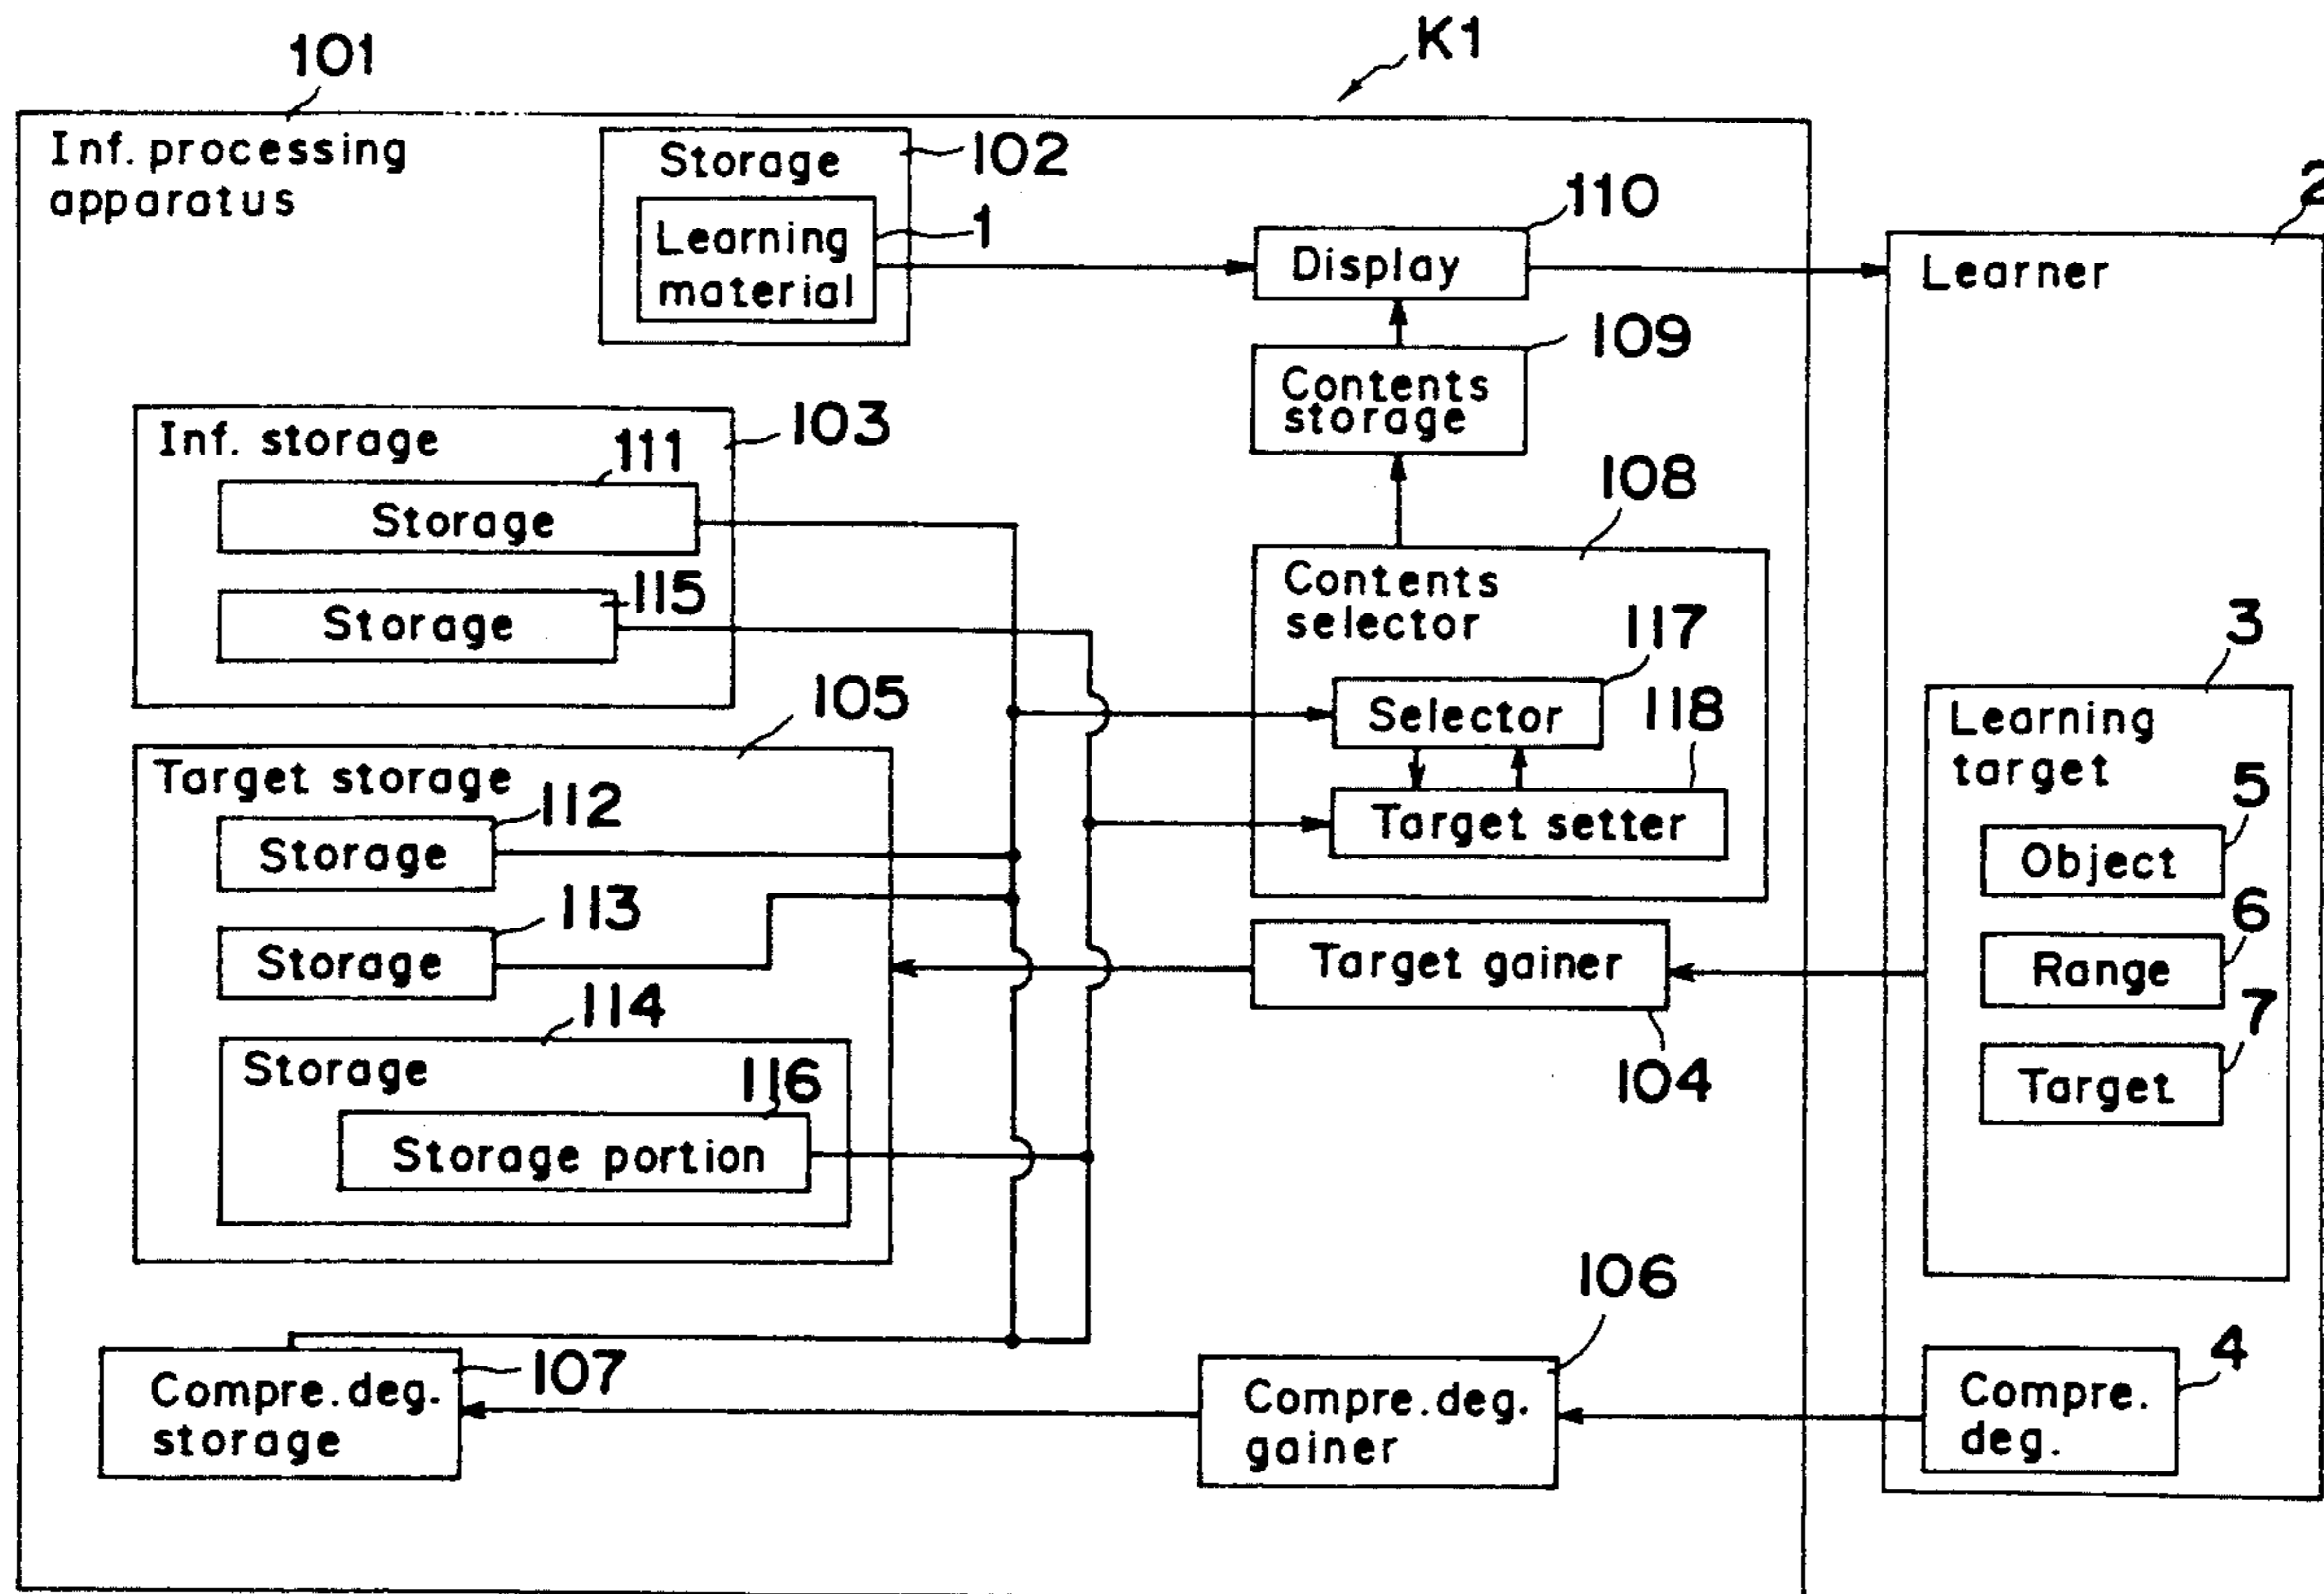 K1
101
Inf. processing
apparatus
Storage
102
Learning
material
1
110
Display
2
Learner
109
Contents
storage
Inf. storage
103
111
Storage
115
Storage
108
Contents
selector
117
Selector
118
Target setter
3
Learning
target
5
Object
6
Range
7
Target
105
Target storage
112
Storage
113
Storage
114
Storage
116
Storage portion
Target gainer
104
106
Compre.deg.
gainer
107
Compre.deg.
storage
4
Compre.
deg.